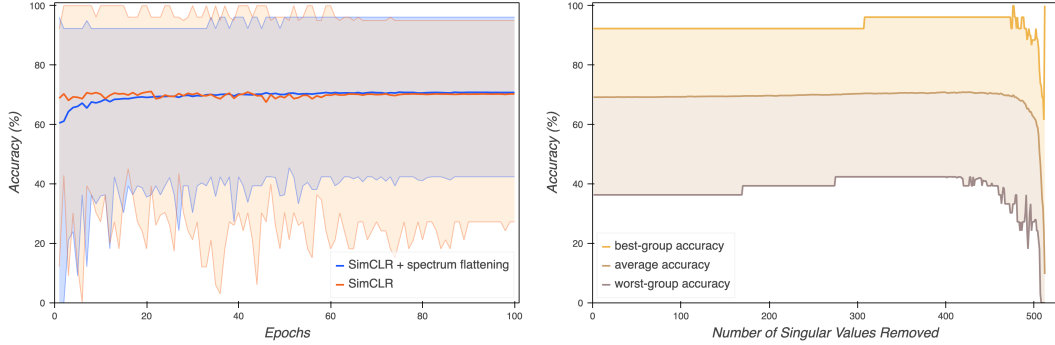 100
80
60
40
20
0
Accuracy (%)
SimCLR + spectrum flattening
SimCLR
0
20
40
60
80
100
Epochs
100
80
60
40
20
0
Accuracy (%)
best-group accuracy
average accuracy
worst-group accuracy
0
100
200
300
400
500
Number of Singular Values Removed